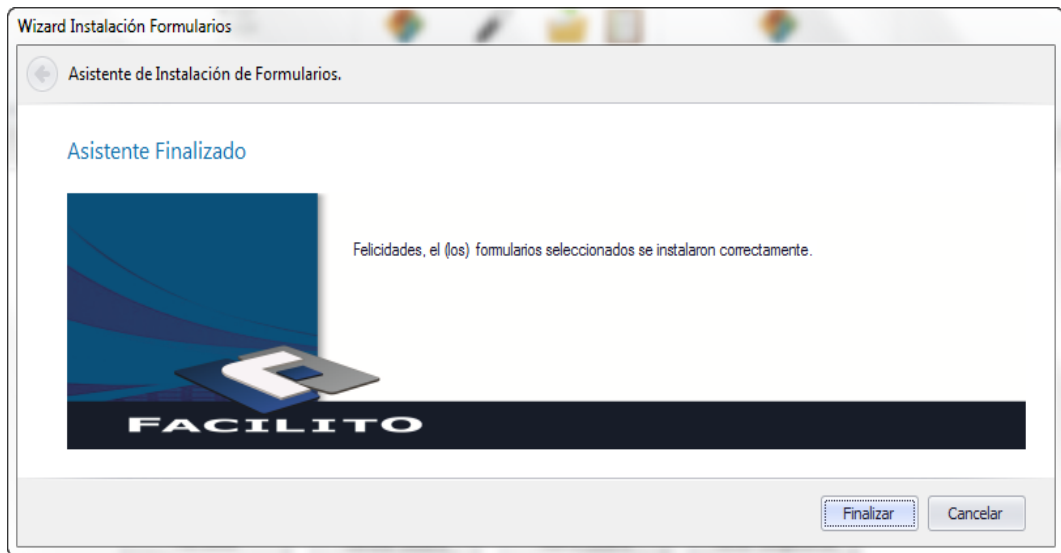 Wizard Instalación Formularios
Asistente de Instalación de Formularios.
Asistente Finalizado
Felicidades, el (los) formularios seleccionados se instalaron correctamente.
FACILITO
Finalizar
Cancelar